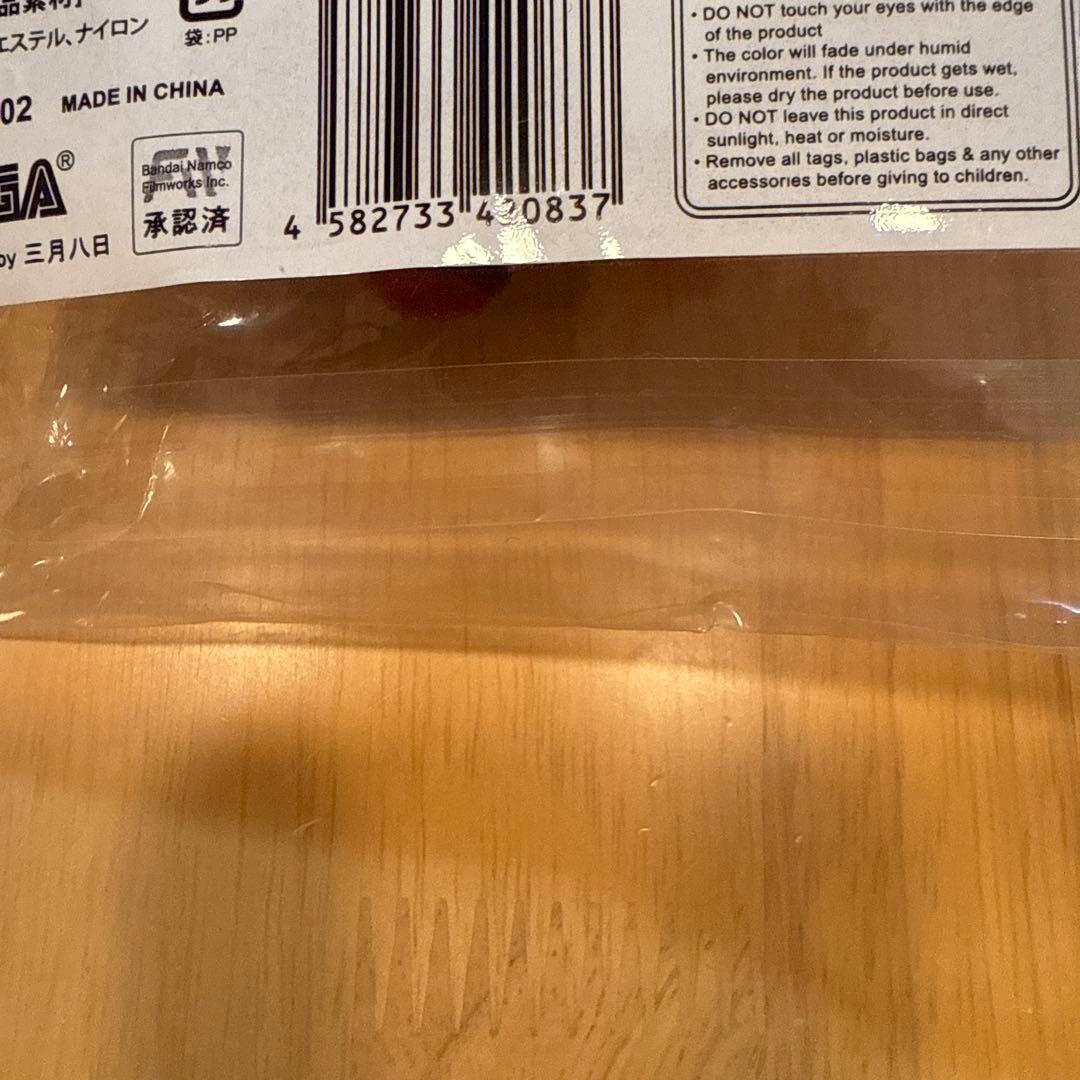 エステル、ナイロン
袋:PP
02 MADE IN CHINA
GA®
Bandai Namco
Filmworks Inc.
承認済
by 三月八日
4 582733 4 0837
• DO NOT touch your eyes with the edge
of the product
• The color will fade under humid
environment. If the product gets wet,
please dry the product before use.
• DO NOT leave this product in direct
sunlight, heat or moisture.
• Remove all tags, plastic bags & any other
accessories before giving to children.